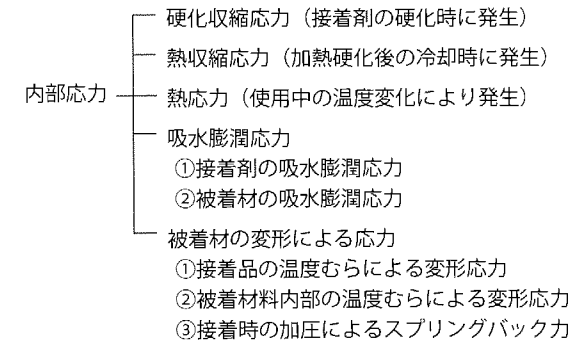 硬化収縮応力（接着剤の硬化時に発生）
熱収縮応力（加熱硬化後の冷却時に発生）
内部応力
熱応力（使用中の温度変化により発生）
吸水膨潤応力
①接着剤の吸水膨潤応力
②被着材の吸水膨潤応力
被着材の変形による応力
①接着品の温度むらによる変形応力
②被着材料内部の温度むらによる変形応力
③接着時の加圧によるスプリングバック力